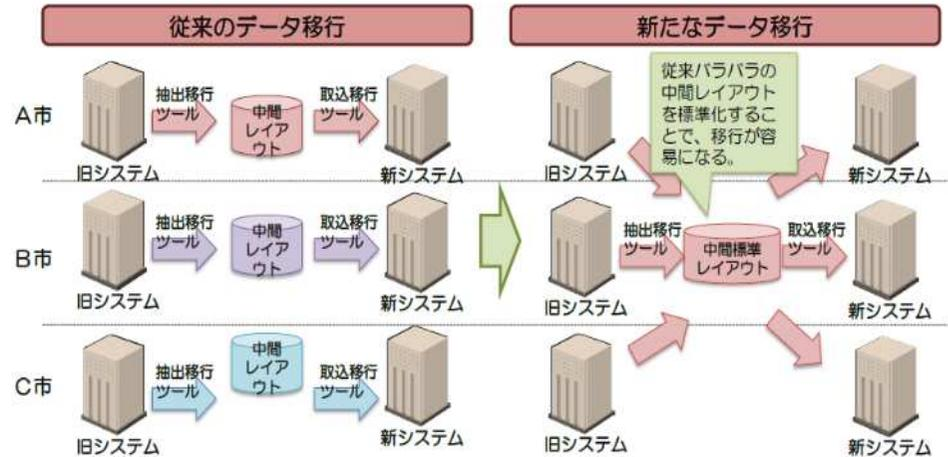 従来のデータ移行
新たなデータ移行
A市
旧システム
抽出移行
ツール
中間
レイア
ウト
取込移行
ツール
新システム
B市
旧システム
抽出移行
ツール
中間
レイア
ウト
取込移行
ツール
新システム
C市
旧システム
抽出移行
ツール
中間
レイア
ウト
取込移行
ツール
新システム
従来バラバラの
中間レイアウト
を標準化するこ
とで、移行が容
易になる。
旧システム
新システム
旧システム
抽出移行
ツール
中間標準
レイアウト
取込移行
ツール
新システム
旧システム
新システム